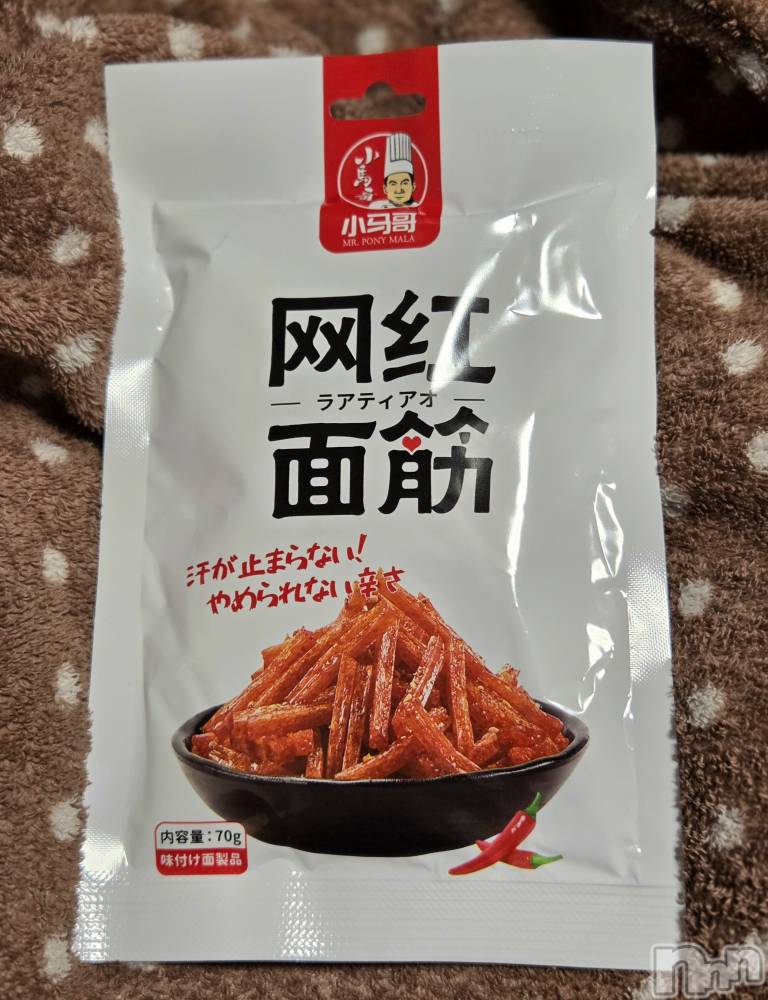 小馬哥
小马哥
MR. PONY MALA
网红
ラアティアオ
面筋
汗が止まらない!
やめられない辛さ
内容量:70g
味付け面製品
nnn